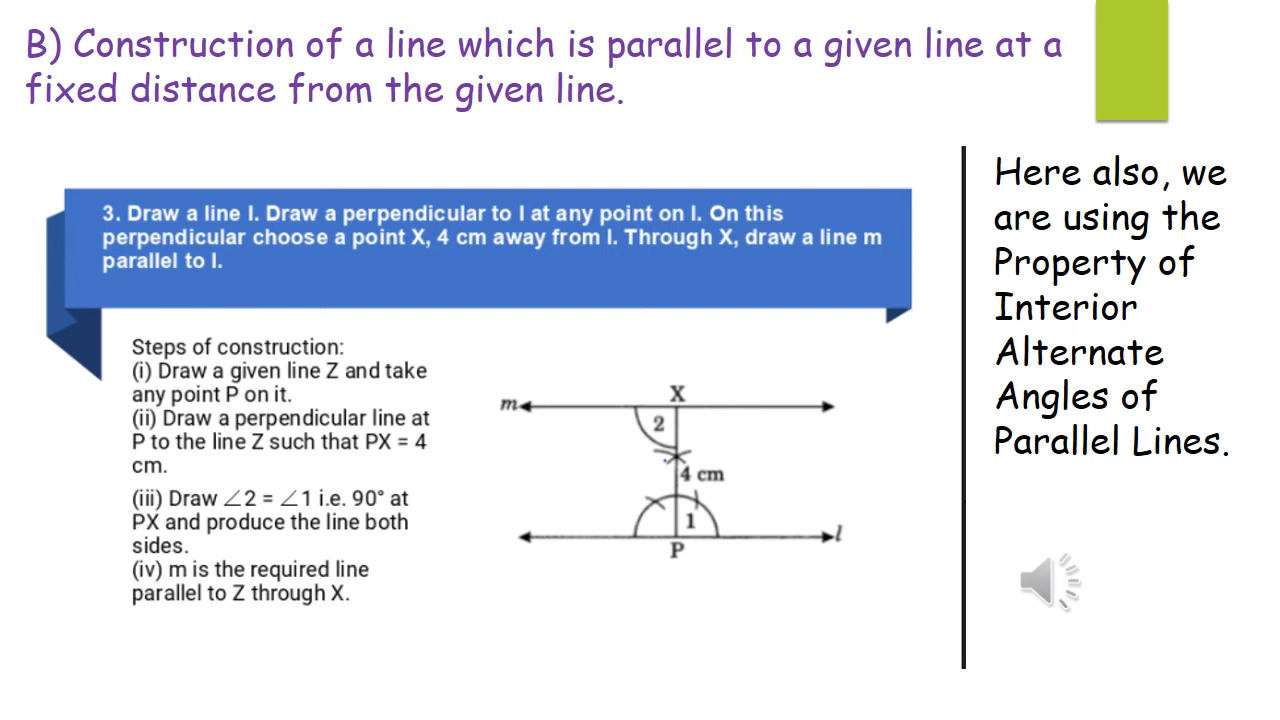 B) Construction of a line which is parallel to a given line at a
fixed distance from the given line.
3. Draw a line l. Draw a perpendicular to l at any point on l. On this
perpendicular choose a point X, 4 cm away from l. Through X, draw a line m
parallel to l.
Steps of construction:
(i) Draw a given line Z and take
any point P on it.
(ii) Draw a perpendicular line at
P to the line Z such that PX = 4
cm.
(iii) Draw ∠2 = ∠1 i.e. 90° at
PX and produce the line both
sides.
(iv) m is the required line
parallel to Z through X.
X
m
2
4 cm
1
l
P
Here also, we
are using the
Property of
Interior
Alternate
Angles of
Parallel Lines.